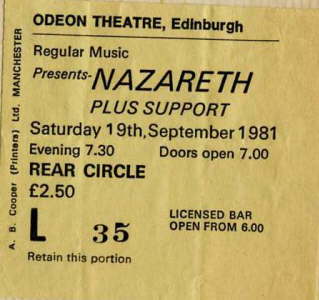 ODEON THEATRE, Edinburgh
Regular Music
Presents- NAZARETH
PLUS SUPPORT
Saturday 19th, September 1981
Evening 7.30 Doors open 7.00
REAR CIRCLE
£2.50
L 35
LICENSED BAR
OPEN FROM 6.00
Retain this portion
A. B. Cooper (Printers) Ltd, MANCHESTER